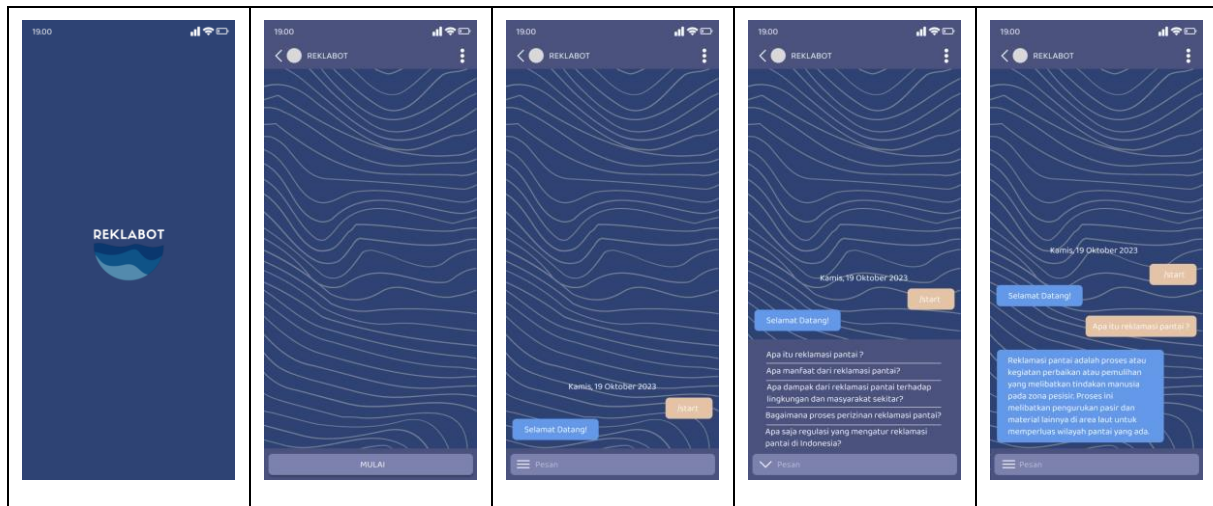 19.00
REKLABOT
19.00
REKLABOT
MULAI
19.00
REKLABOT
Kamis, 19 Oktober 2023
/start
Selamat Datang!
Pesan
19.00
REKLABOT
Kamis, 19 Oktober 2023
/start
Selamat Datang!
Apa itu reklamasi pantai ?
Apa manfaat dari reklamasi pantai?
Apa dampak dari reklamasi pantai terhadap
lingkungan dan masyarakat sekitar?
Bagaimana proses perizinan reklamasi pantai?
Apa saja regulasi yang mengatur reklamasi
pantai di Indonesia?
Pesan
19.00
REKLABOT
Kamis, 19 Oktober 2023
/start
Selamat Datang!
Apa itu reklamasi pantai ?
Reklamasi pantai adalah proses atau
kegiatan perbaikan atau pemulihan
yang melibatkan tindakan manusia
pada zona pesisir. Proses ini
melibatkan pengurukan pasir dan
material lainnya di area laut untuk
memperluas wilayah pantai yang ada.
Pesan